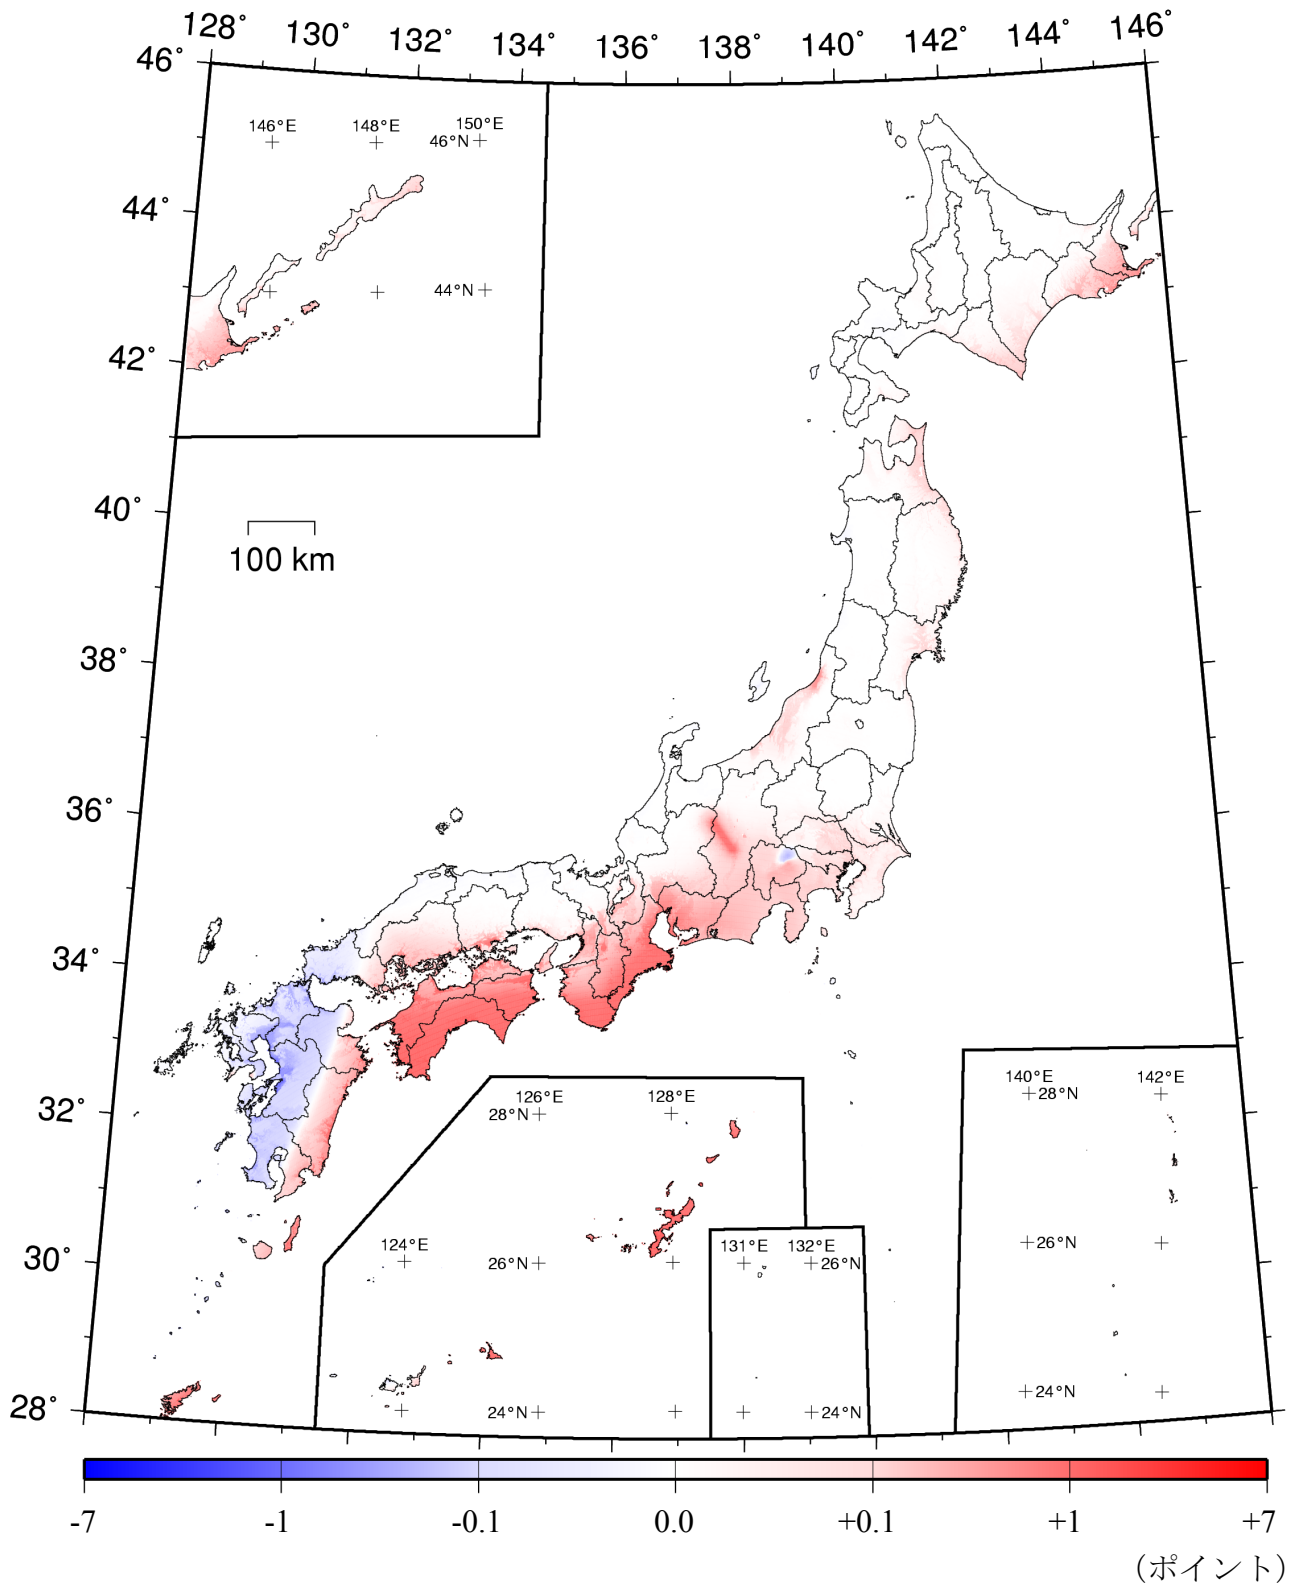 128° 130° 132° 134° 136° 138° 140° 142° 144° 146°
46°
146°E 148°E 150°E
46°N
44°
44°N
42°
40°
100 km
38°
36°
34°
32°
126°E 128°E
28°N
140°E 142°E
28°N
30°
124°E
26°N
131°E 132°E
26°N
26°N
28°
24°N
24°N
24°N
-7 -1 -0.1 0.0 +0.1 +1 +7
(ポイント)